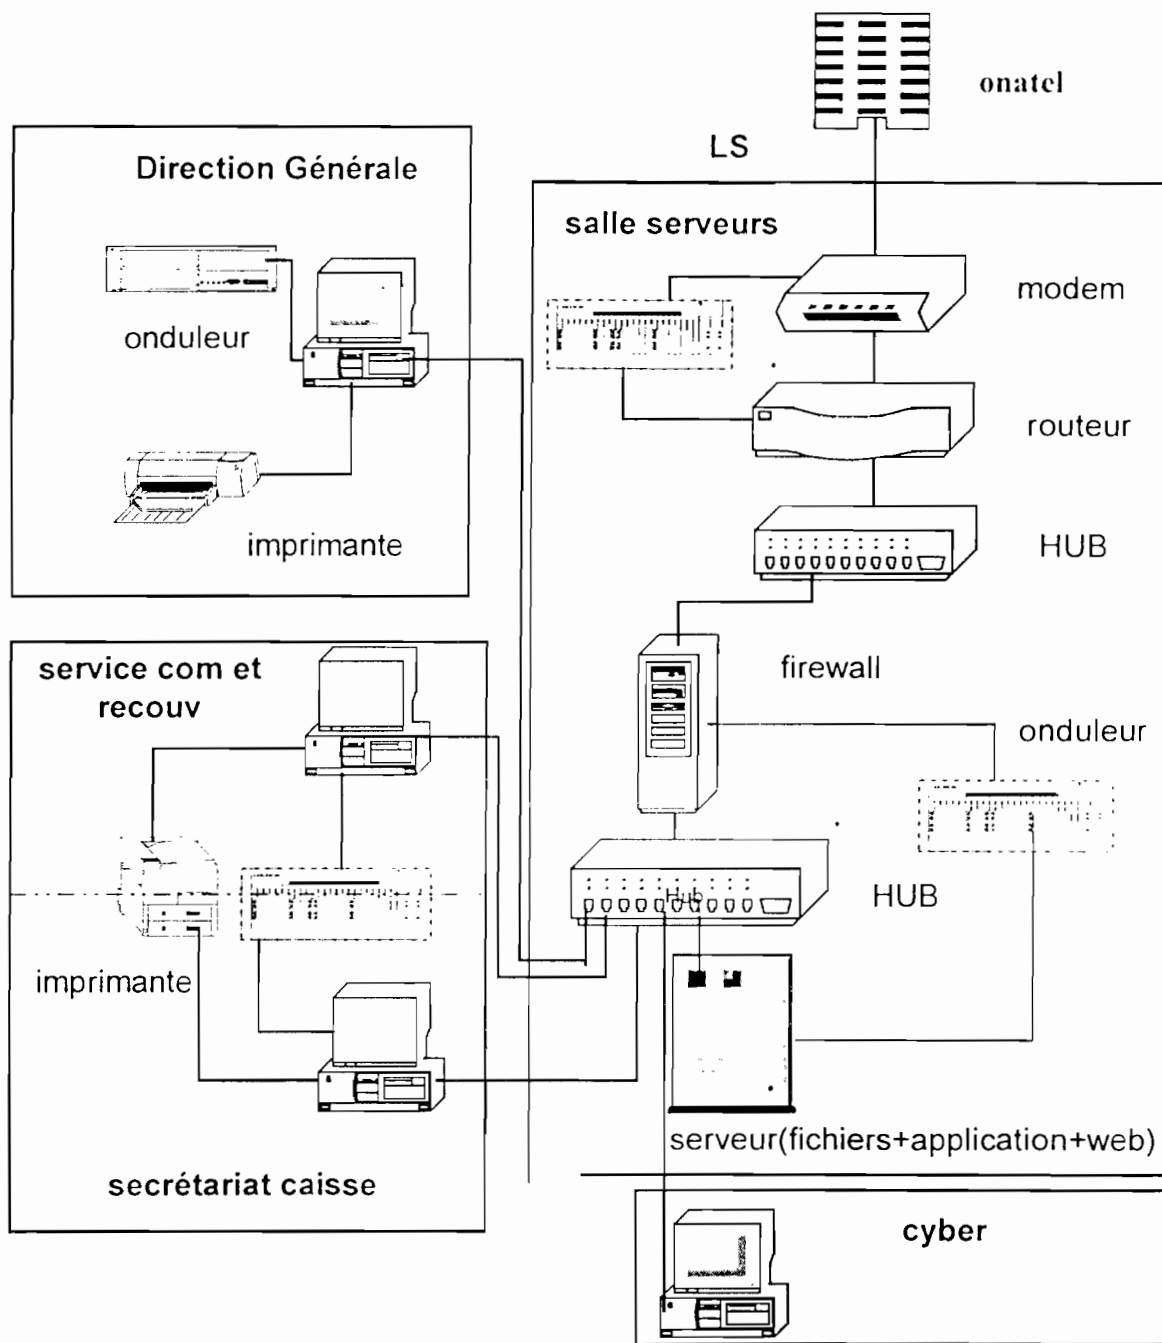 onatel
LS
Direction Générale
onduleur
imprimante
salle serveurs
modem
routeur
HUB
firewall
onduleur
Hub
HUB
serveur(fichiers+application+web)
service com et
recouv
imprimante
secrétariat caisse
cyber